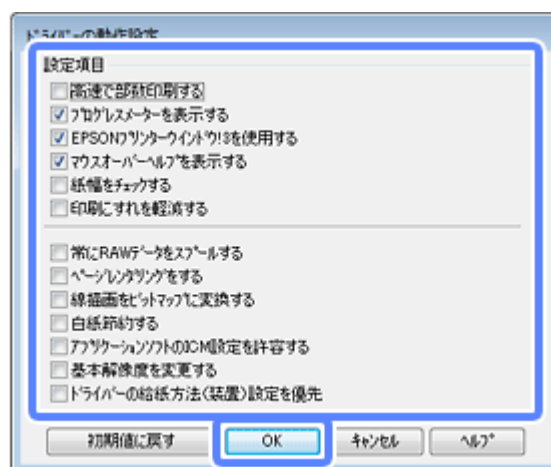 ドライバーの動作設定
設定項目
高速で部数印刷する
プログレスメーターを表示する
EPSONプリンターウインドウ!3を使用する
マウスオーバーヘルプを表示する
紙幅をチェックする
印刷こすれを軽減する
常にRAWデータをスプールする
ページレンダリングをする
線描画をビットマップに変換する
白紙節約する
アプリケーションソフトのICM設定を許容する
基本解像度を変更する
ドライバーの給紙方法(装置)設定を優先
初期値に戻す
OK
キャンセル
ヘルプ